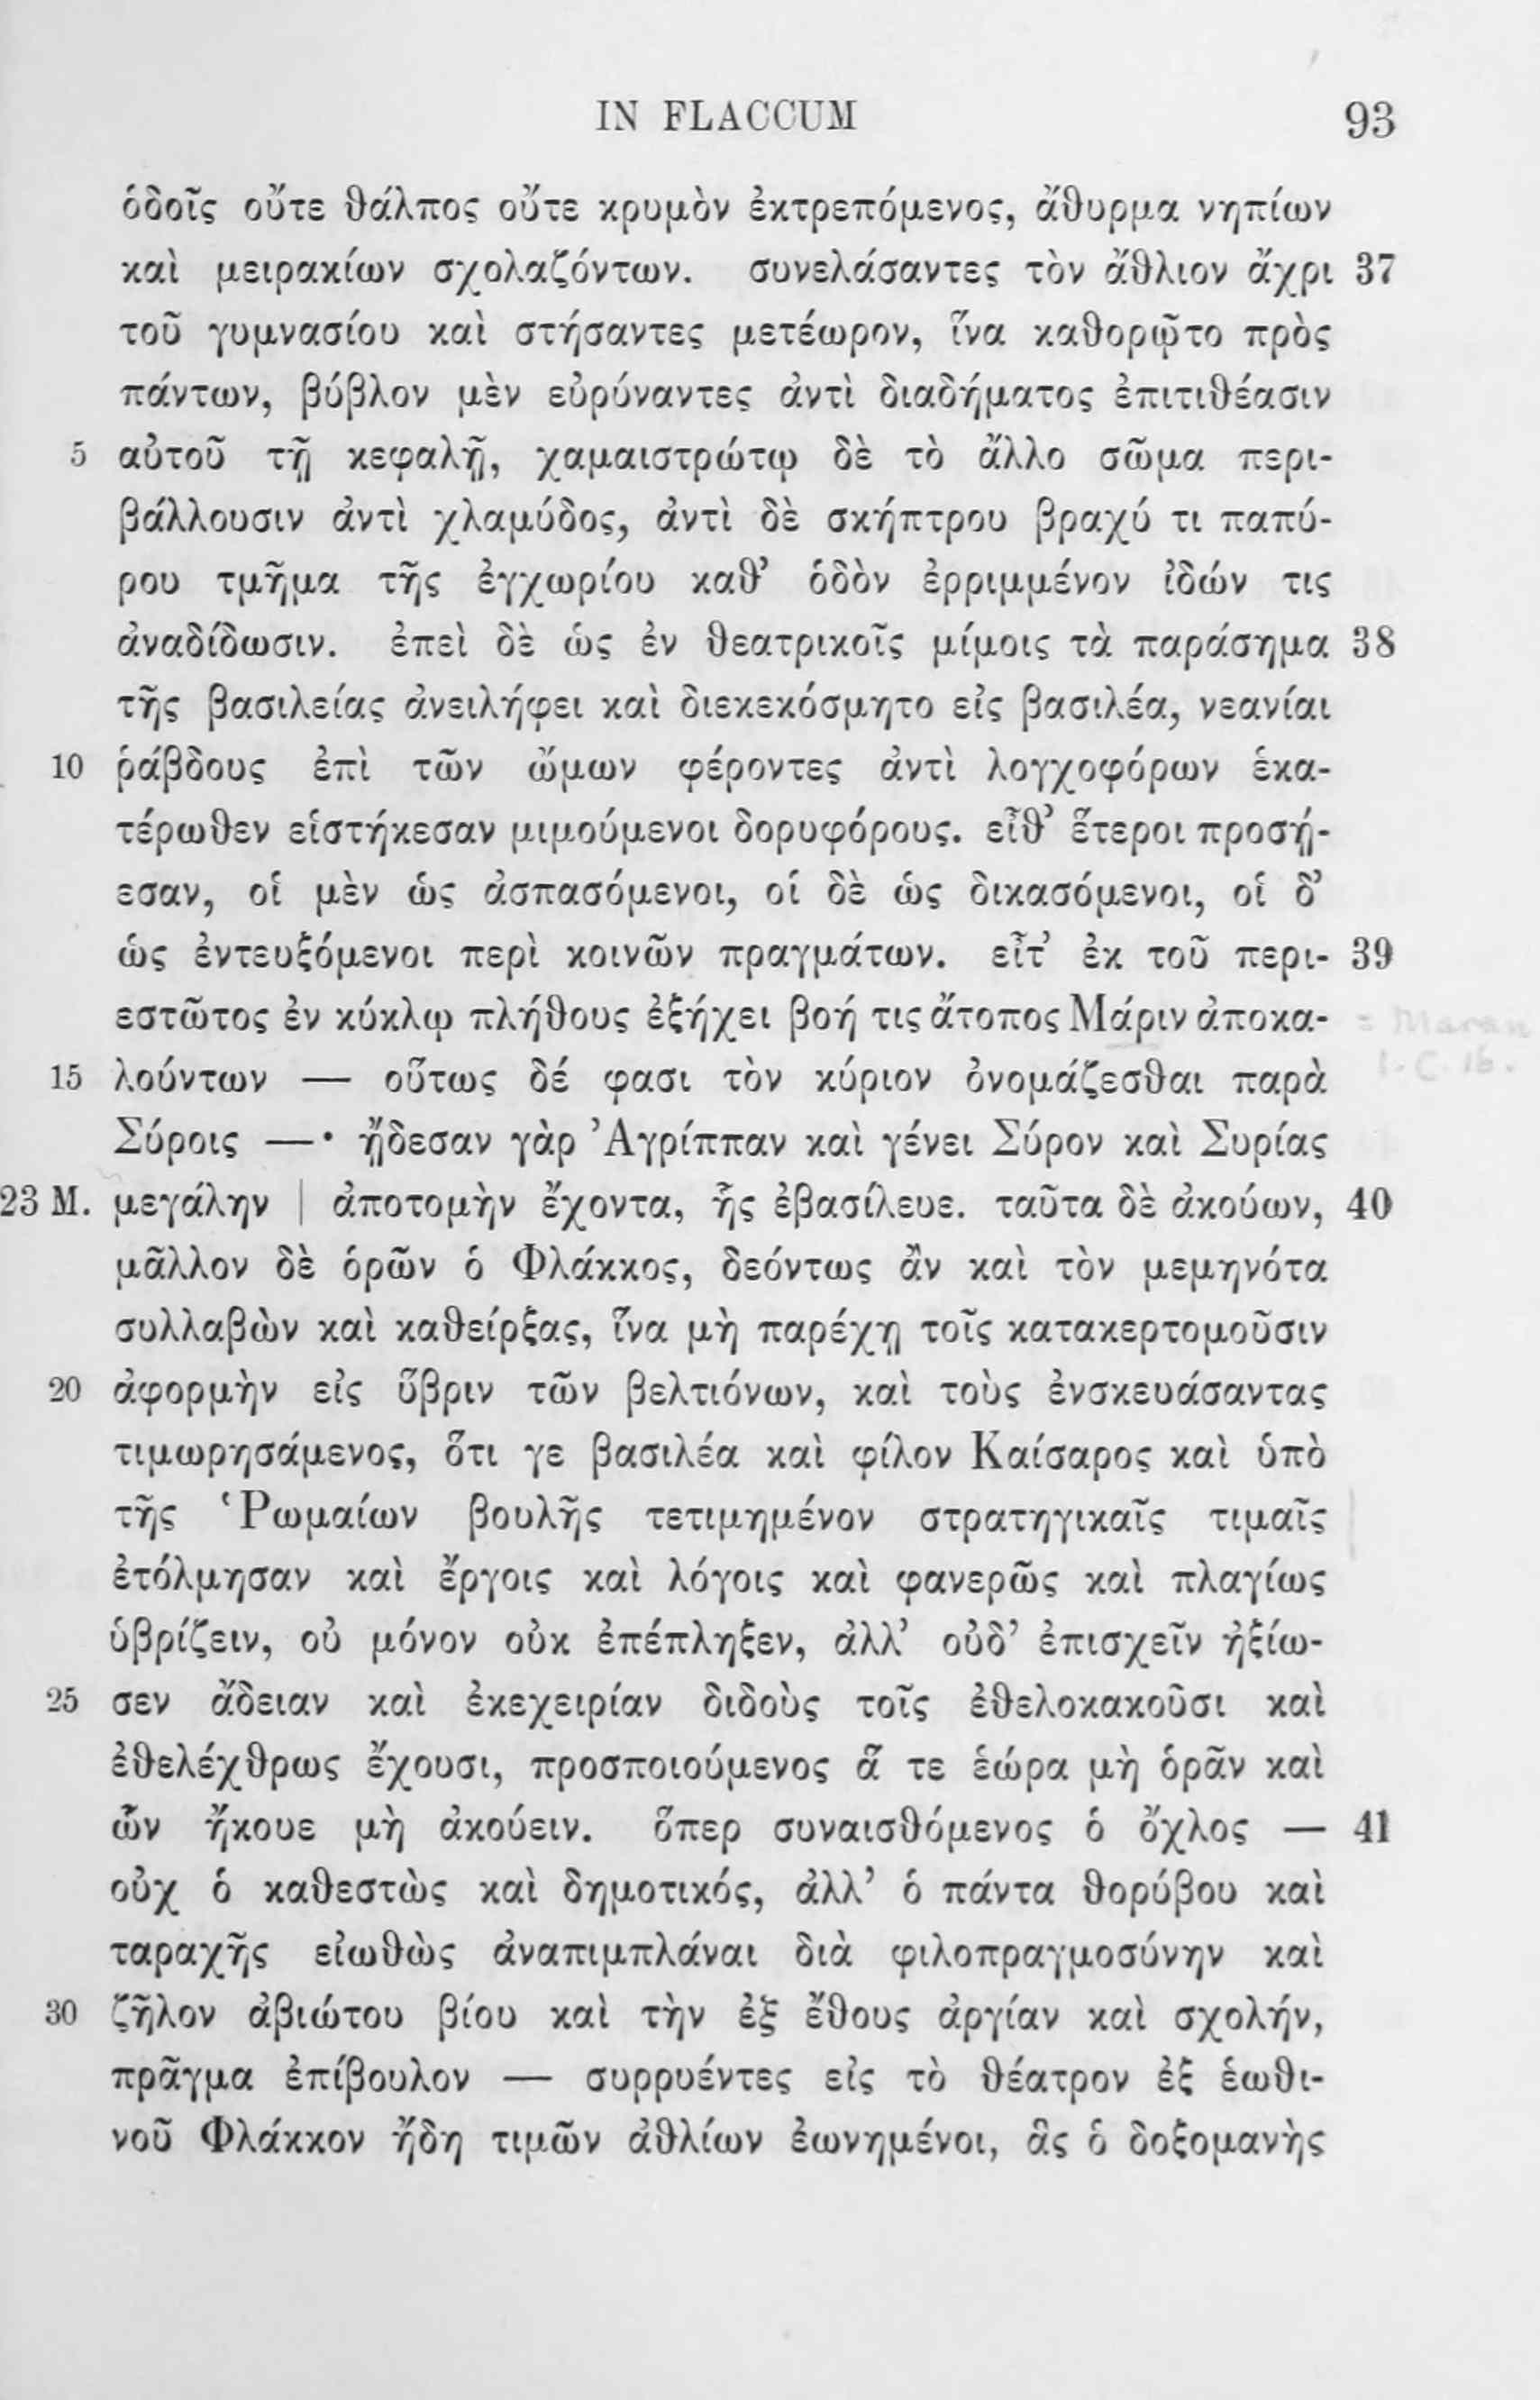 IN FLACCUM 93
ὁδοῖς οὔτε θάλπος οὔτε κρυμὸν ἐκτρεπόμενος, ἄθυρμα νηπίων
καὶ μειρακίων σχολαζόντων. συνελάσαντες τὸν ἄθλιον ἄχρι 37
τοῦ γυμνασίου καὶ στήσαντες μετέωρον, ἵνα καθορῷτο πρὸς
πάντων, βύβλον μὲν εὐρύναντες ἀντὶ διαδήματος ἐπιτιθέασιν
5 αὐτοῦ τῇ κεφαλῇ, χαμαιστρώτῳ δὲ τὸ ἄλλο σῶμα περι-
βάλλουσιν ἀντὶ χλαμύδος, ἀντὶ δὲ σκήπτρου βραχύ τι παπύ-
ρου τμῆμα τῆς ἐγχωρίου καθ’ ὁδὸν ἐρριμμένον ἰδών τις
ἀναδίδωσιν. ἐπεὶ δὲ ὡς ἐν θεατρικοῖς μίμοις τὰ παράσημα 38
τῆς βασιλείας ἀνειλήφει καὶ διεκεκόσμητο εἰς βασιλέα, νεανίαι
10 ῥάβδους ἐπὶ τῶν ὤμων φέροντες ἀντὶ λογχοφόρων ἑκα-
τέρωθεν εἱστήκεσαν μιμούμενοι δορυφόρους. εἶθ’ ἕτεροι προσῄ-
εσαν, οἱ μὲν ὡς ἀσπασόμενοι, οἱ δὲ ὡς δικασόμενοι, οἱ δ’
ὡς ἐντευξόμενοι περὶ κοινῶν πραγμάτων. εἶτ’ ἐκ τοῦ περι- 39
εστῶτος ἐν κύκλῳ πλήθους ἐξήχει βοή τις ἄτοπος Μάριν ἀποκα-
15 λούντων — οὕτως δέ φασι τὸν κύριον ὀνομάζεσθαι παρὰ
Σύροις —· ᾔδεσαν γὰρ Ἀγρίππαν καὶ γένει Σύρον καὶ Συρίας
23 M. μεγάλην | ἀποτομὴν ἔχοντα, ἧς ἐβασίλευε. ταῦτα δὲ ἀκούων, 40
μᾶλλον δὲ ὁρῶν ὁ Φλάκκος, δεόντως ἂν καὶ τὸν μεμηνότα
συλλαβὼν καὶ καθείρξας, ἵνα μὴ παρέχῃ τοῖς κατακερτομοῦσιν
20 ἀφορμὴν εἰς ὕβριν τῶν βελτιόνων, καὶ τοὺς ἐνσκευάσαντας
τιμωρησάμενος, ὅτι γε βασιλέα καὶ φίλον Καίσαρος καὶ ὑπὸ
τῆς Ῥωμαίων βουλῆς τετιμημένον στρατηγικαῖς τιμαῖς
ἐτόλμησαν καὶ ἔργοις καὶ λόγοις καὶ φανερῶς καὶ πλαγίως
ὑβρίζειν, οὐ μόνον οὐκ ἐπέπληξεν, ἀλλ’ οὐδ’ ἐπισχεῖν ἠξίω-
25 σεν ἄδειαν καὶ ἐκεχειρίαν διδοὺς τοῖς ἐθελοκακοῦσι καὶ
ἐθελέχθρως ἔχουσι, προσποιούμενος ἅ τε ἑώρα μὴ ὁρᾶν καὶ
ὧν ἤκουε μὴ ἀκούειν. ὅπερ συναισθόμενος ὁ ὄχλος — 41
οὐχ ὁ καθεστὼς καὶ δημοτικός, ἀλλ’ ὁ πάντα θορύβου καὶ
ταραχῆς εἰωθὼς ἀναπιμπλάναι διὰ φιλοπραγμοσύνην καὶ
30 ζῆλον ἀβιώτου βίου καὶ τὴν ἐξ ἔθους ἀργίαν καὶ σχολήν,
πρᾶγμα ἐπίβουλον — συρρυέντες εἰς τὸ θέατρον ἐξ ἑωθι-
νοῦ Φλάκκον ἤδη τιμῶν ἀθλίων ἐωνημένοι, ἃς ὁ δοξομανὴς